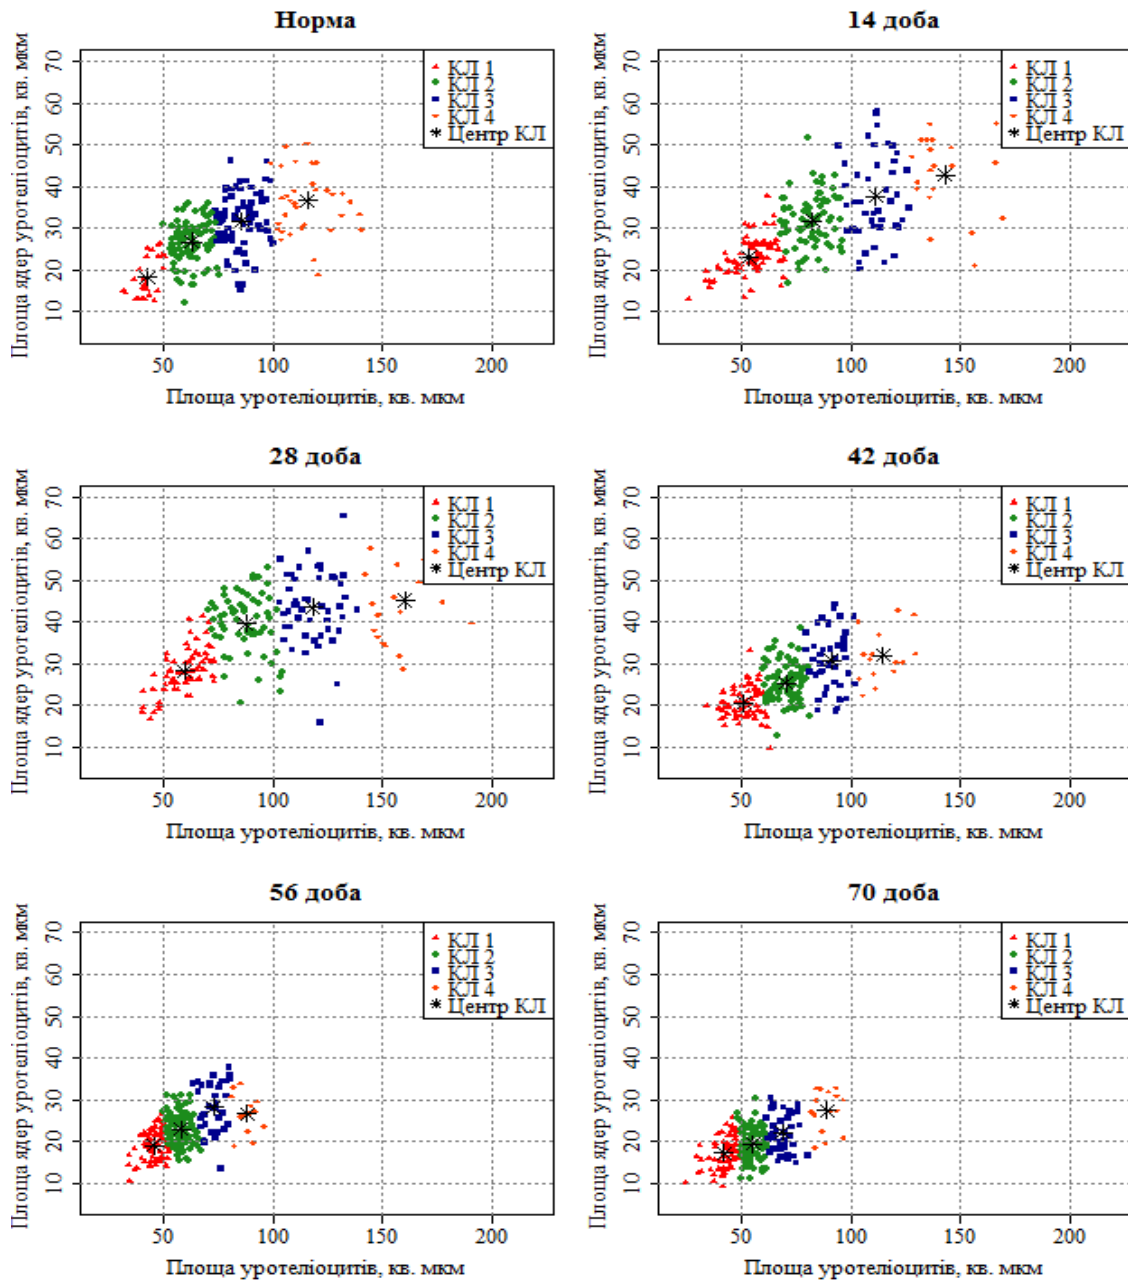 Норма
Площа ядер уротеліоцитів, кв. мкм
70
60
50
40
30
20
10
КЛ 1
КЛ 2
КЛ 3
КЛ 4
Центр КЛ
50 100 150 200
Площа уротеліоцитів, кв. мкм
14 доба
Площа ядер уротеліоцитів, кв. мкм
70
60
50
40
30
20
10
КЛ 1
КЛ 2
КЛ 3
КЛ 4
Центр КЛ
50 100 150 200
Площа уротеліоцитів, кв. мкм
28 доба
Площа ядер уротеліоцитів, кв. мкм
70
60
50
40
30
20
10
КЛ 1
КЛ 2
КЛ 3
КЛ 4
Центр КЛ
50 100 150 200
Площа уротеліоцитів, кв. мкм
42 доба
Площа ядер уротеліоцитів, кв. мкм
70
60
50
40
30
20
10
КЛ 1
КЛ 2
КЛ 3
КЛ 4
Центр КЛ
50 100 150 200
Площа уротеліоцитів, кв. мкм
56 доба
Площа ядер уротеліоцитів, кв. мкм
70
60
50
40
30
20
10
КЛ 1
КЛ 2
КЛ 3
КЛ 4
Центр КЛ
50 100 150 200
Площа уротеліоцитів, кв. мкм
70 доба
Площа ядер уротеліоцитів, кв. мкм
70
60
50
40
30
20
10
КЛ 1
КЛ 2
КЛ 3
КЛ 4
Центр КЛ
50 100 150 200
Площа уротеліоцитів, кв. мкм